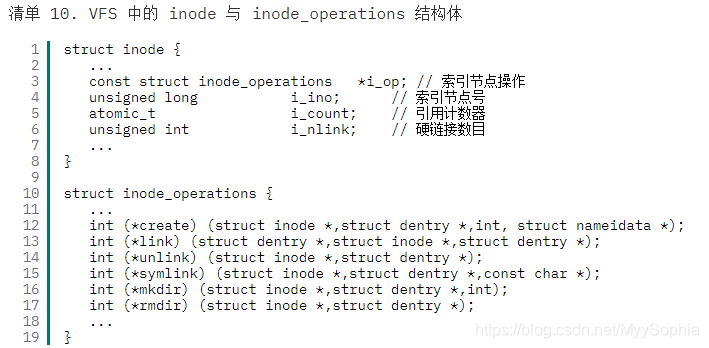 清单 10. VFS 中的 inode 与 inode_operations 结构体
1 struct inode {
2 ...
3 const struct inode_operations *i_op; // 索引节点操作
4 unsigned long i_ino; // 索引节点号
5 atomic_t i_count; // 引用计数器
6 unsigned int i_nlink; // 硬链接数目
7 ...
8 }
9
10 struct inode_operations {
11 ...
12 int (*create) (struct inode *,struct dentry *,int, struct nameidata *);
13 int (*link) (struct dentry *,struct inode *,struct dentry *);
14 int (*unlink) (struct inode *,struct dentry *);
15 int (*symlink) (struct inode *,struct dentry *,const char *);
16 int (*mkdir) (struct inode *,struct dentry *,int);
17 int (*rmdir) (struct inode *,struct dentry *);
18 ...
19 }
https://blog.csdn.net/MyySophia